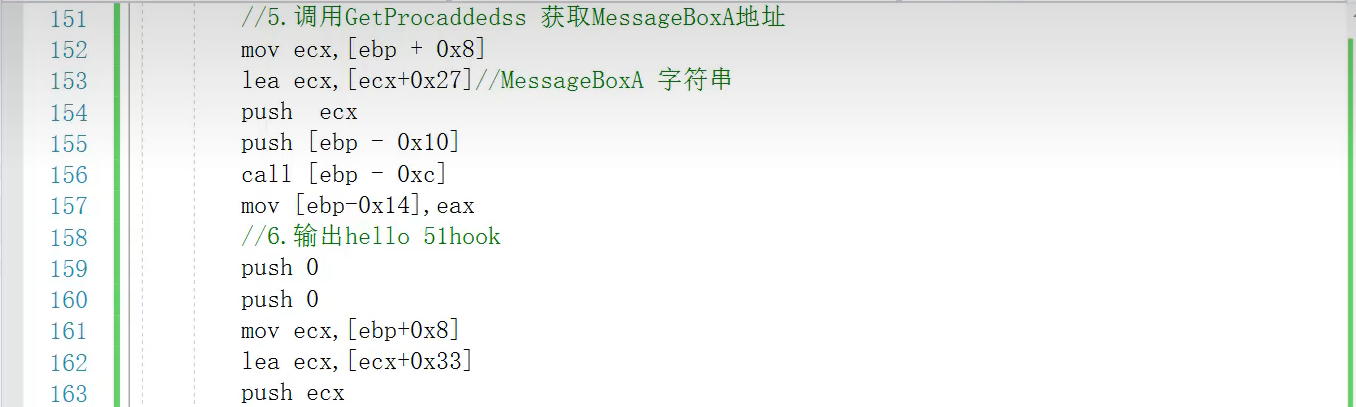 151 //5.调用GetProcaddedss 获取MessageBoxA地址
152 mov ecx,[ebp + 0x8]
153 lea ecx,[ecx+0x27]//MessageBoxA 字符串
154 push  ecx
155 push [ebp - 0x10]
156 call [ebp - 0xc]
157 mov [ebp-0x14],eax
158 //6.输出hello 51hook
159 push 0
160 push 0
161 mov ecx,[ebp+0x8]
162 lea ecx,[ecx+0x33]
163 push ecx